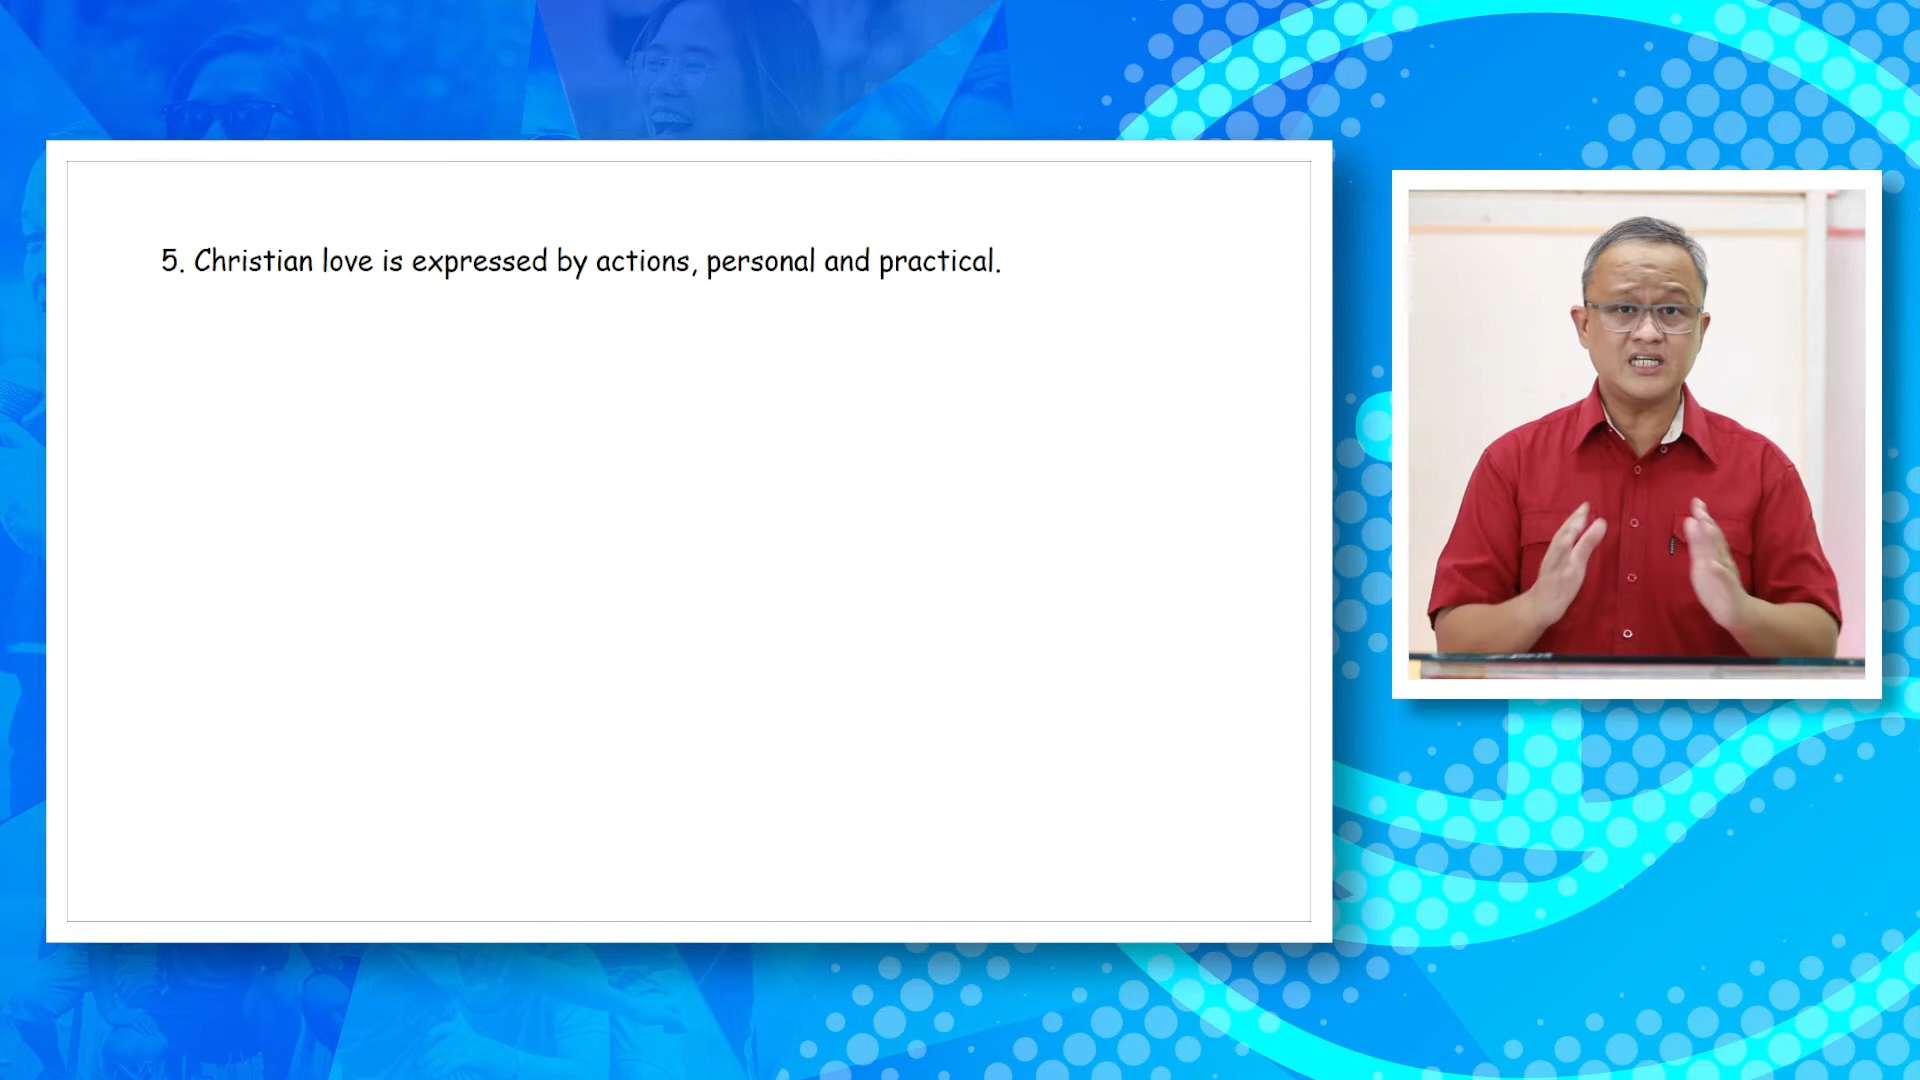 5. Christian love is expressed by actions, personal and practical.